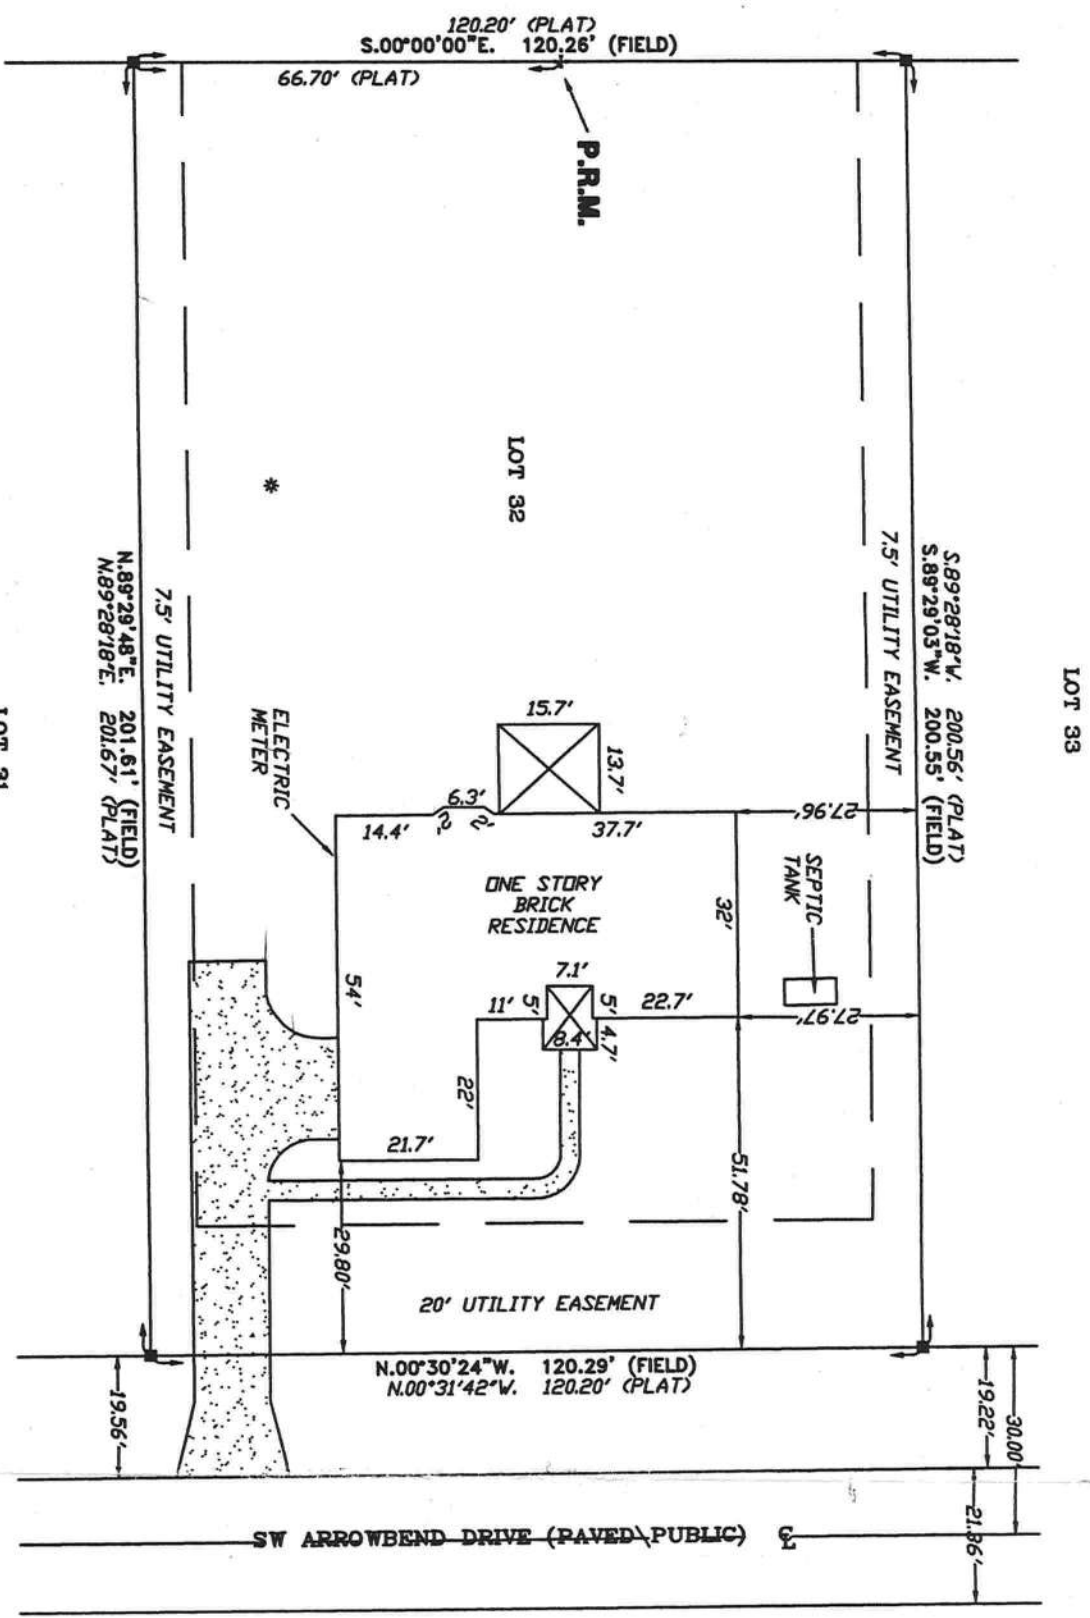 120.20' (PLAT)
S.00°00'00"E. 120.26' (FIELD)
66.70' (PLAT)
P.R.M.
LOT 32
*
LOT 33
S.89°28'18"W. 200.56' (PLAT)
S.89°29'03"W. 200.55' (FIELD)
7.5' UTILITY EASEMENT
N.89°29'48"E. 201.61' (FIELD)
N.89°28'18"E. 201.67' (PLAT)
7.5' UTILITY EASEMENT
LOT 31
ELECTRIC
METER
15.7'
13.7'
6.3'
2'
2'
14.4'
37.7'
27.96'
ONE STORY
BRICK
RESIDENCE
32'
SEPTIC
TANK
7.1'
54'
11'
5'
5'
22.7'
27.97'
8.4'
4.7'
22'
21.7'
51.78'
29.80'
20' UTILITY EASEMENT
N.00°30'24"W. 120.29' (FIELD)
N.00°31'42"W. 120.20' (PLAT)
19.56'
19.22'
30.00'
21.36'
SW ARROWBEND DRIVE (PAVED\PUBLIC) ℄